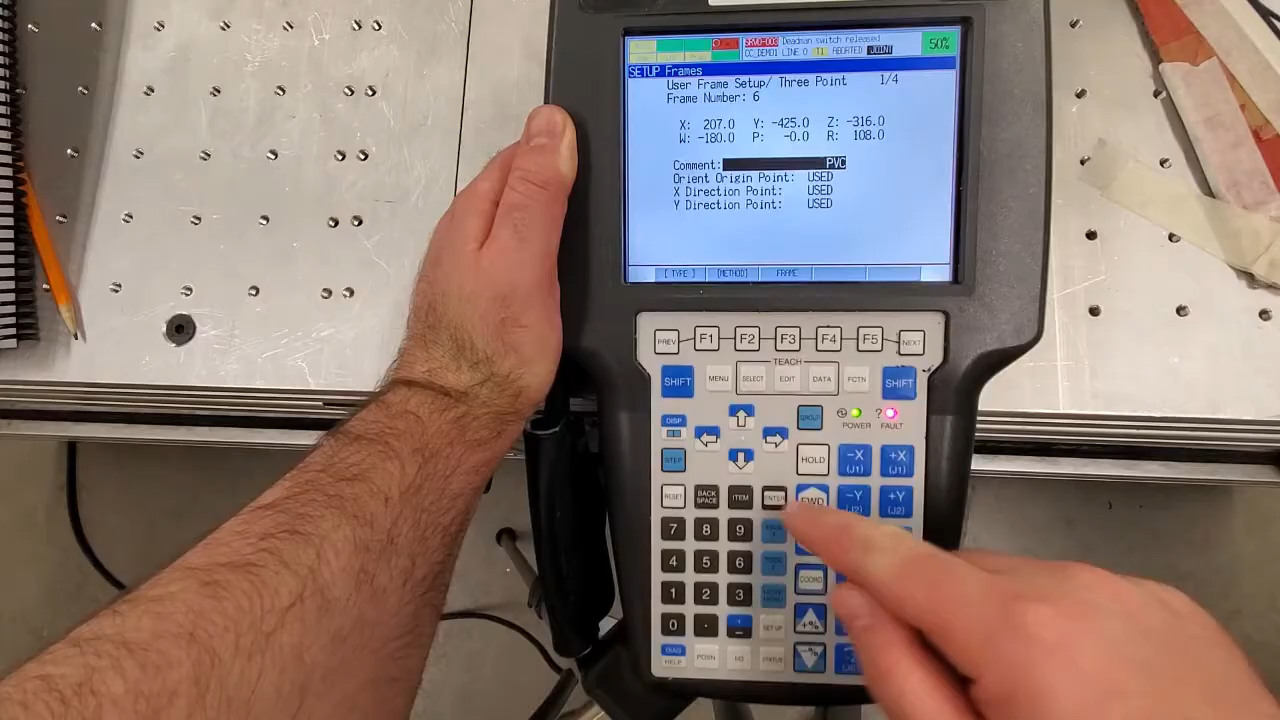 SRVO-003 Deadman switch released
CC_DEMO1 LINE 0 T1 ABORTED JOINT
50%
SETUP Frames
User Frame Setup/ Three Point 1/4
Frame Number: 6
X: 207.0 Y: -425.0 Z: -316.0
W: -180.0 P: -0.0 R: 108.0
Comment: PVC
Orient Origin Point: USED
X Direction Point: USED
Y Direction Point: USED
[ TYPE ] [METHOD] FRAME
PREV F1 F2 F3 F4 F5 NEXT
TEACH
SHIFT MENU SELECT EDIT DATA FCTN SHIFT
DISP GROUP POWER ? FAULT
STEP HOLD -X (J1) +X (J1)
RESET BACK SPACE ITEM ENTER FWD -Y (J2) +Y (J2)
7 8 9
4 5 6 COORD
1 2 3
0 . +%
SET UP
DIAG HELP POSN I/O STATUS -%